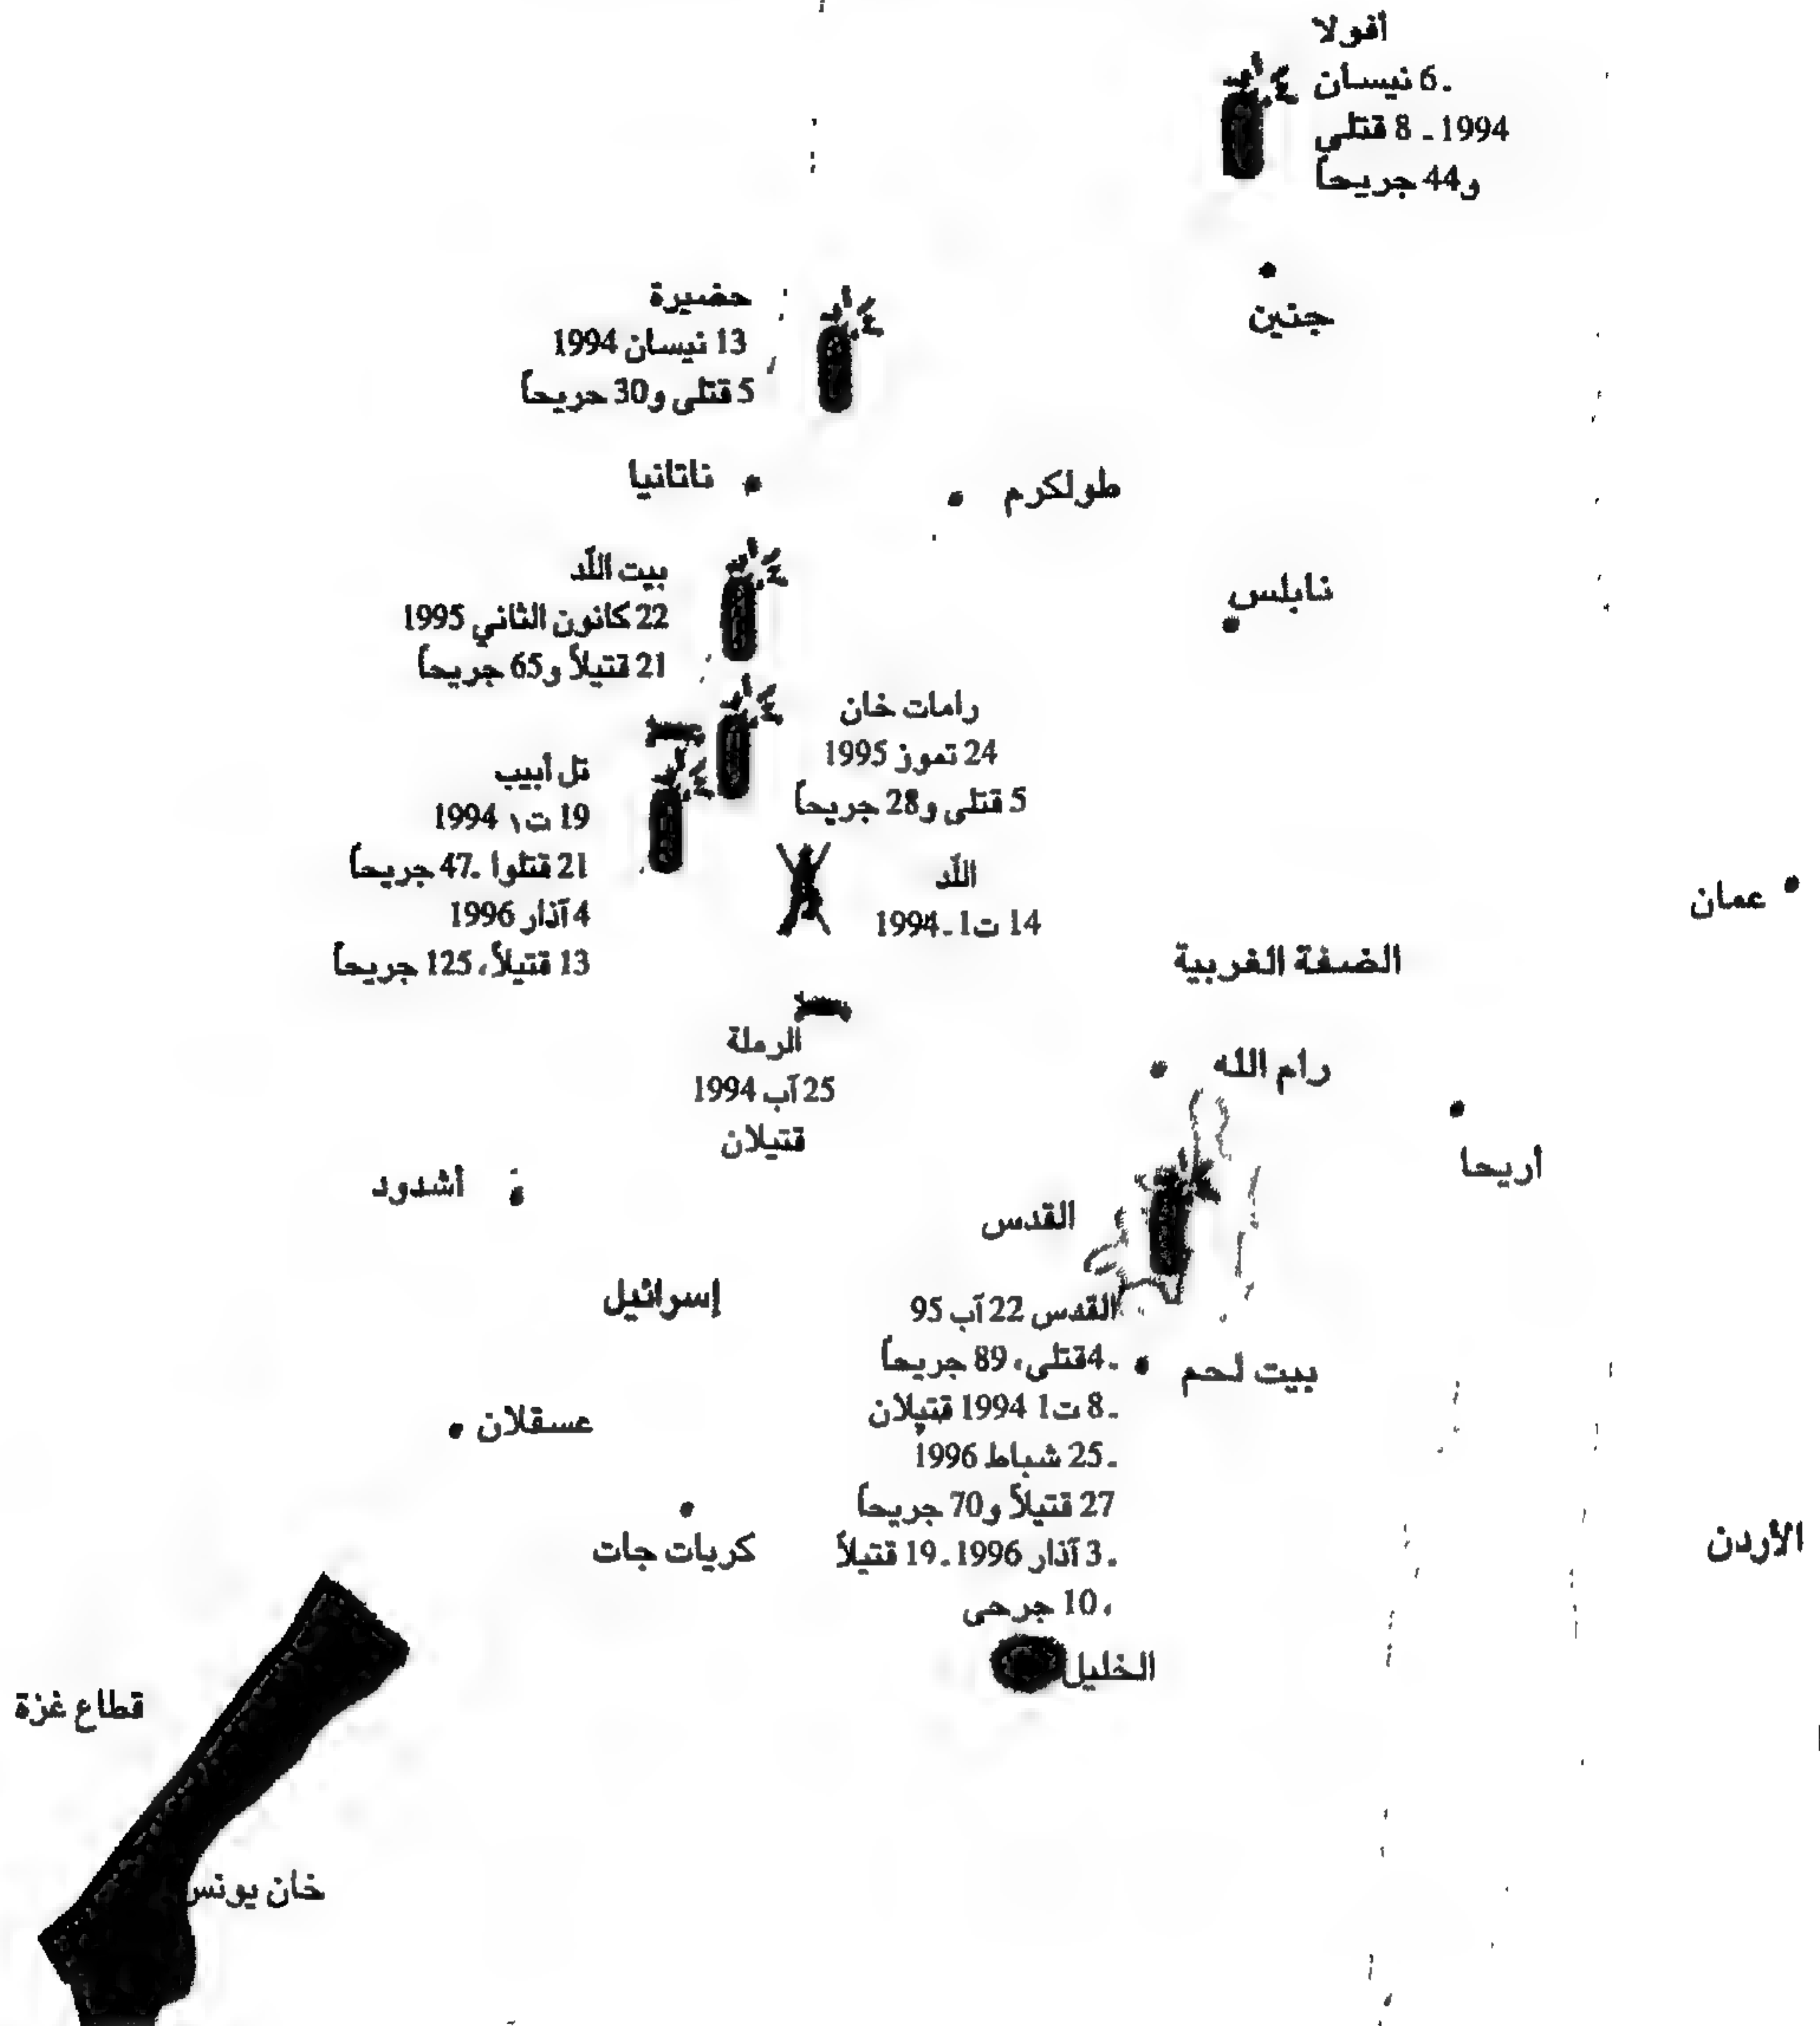 أفولا
ـ 6 نيسان
1994 ـ 8 قتلى
و44 جريحاً
جنين
حضيرة
13 نيسان 1994
5 قتلى و30 جريحاً
ناتانيا
طولكرم
بيت اللّد
22 كانون الثاني 1995
21 قتيلاً و65 جريحاً
نابلس
رامات خان
24 تموز 1995
5 قتلى و28 جريحاً
تل أبيب
19 ت١ 1994
21 قتلوا ـ 47 جريحاً
4 آذار 1996
13 قتيلاً، 125 جريحاً
اللّد
14 ت1 ـ 1994
عمان
الضفة الغربية
الرملة
25 آب 1994
قتيلان
رام الله
أريحا
أشدود
القدس
إسرائيل
القدس 22 آب 95
ـ 4قتلى، 89 جريحاً
ـ 8 ت1 1994 قتيلان
ـ 25 شباط 1996
27 قتيلاً و70 جريحاً
ـ 3 آذار 1996 ـ 19 قتيلاً
، 10 جرحى
بيت لحم
عسقلان
كريات جات
الأردن
الخليل
قطاع غزة
خان يونس